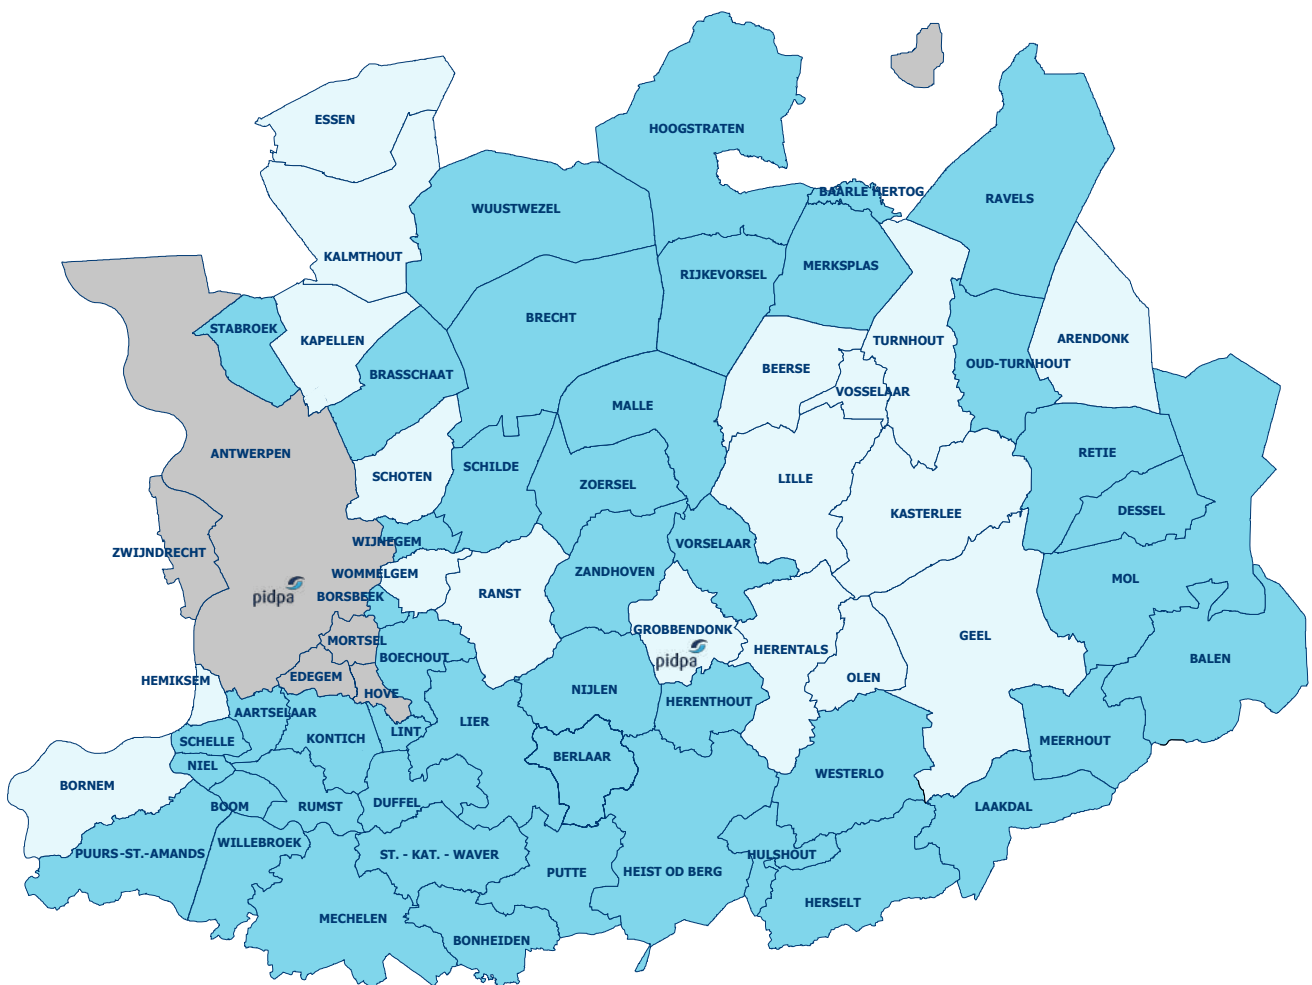 ESSEN
HOOGSTRATEN
BAARLE HERTOG
RAVELS
WUUSTWEZEL
KALMTHOUT
MERKSPLAS
RIJKEVORSEL
BRECHT
STABROEK
KAPELLEN
TURNHOUT
ARENDONK
OUD-TURNHOUT
BEERSE
BRASSCHAAT
VOSSELAAR
MALLE
ANTWERPEN
RETIE
SCHILDE
SCHOTEN
LILLE
ZOERSEL
DESSEL
KASTERLEE
WIJNEGEM
VORSELAAR
ZWIJNDRECHT
WOMMELGEM
ZANDHOVEN
MOL
RANST
pidpa
BORSBEEK
GROBBENDONK
GEEL
MORTSEL
HERENTALS
BOECHOUT
pidpa
BALEN
HEMIKSEM
EDEGEM
OLEN
HOVE
NIJLEN
HERENTHOUT
AARTSELAAR
LIER
LINT
KONTICH
SCHELLE
MEERHOUT
BERLAAR
NIEL
WESTERLO
BORNEM
DUFFEL
BOOM
RUMST
LAAKDAL
WILLEBROEK
PUURS-ST.-AMANDS
ST. - KAT. - WAVER
HULSHOUT
PUTTE
HEIST OD BERG
HERSELT
MECHELEN
BONHEIDEN